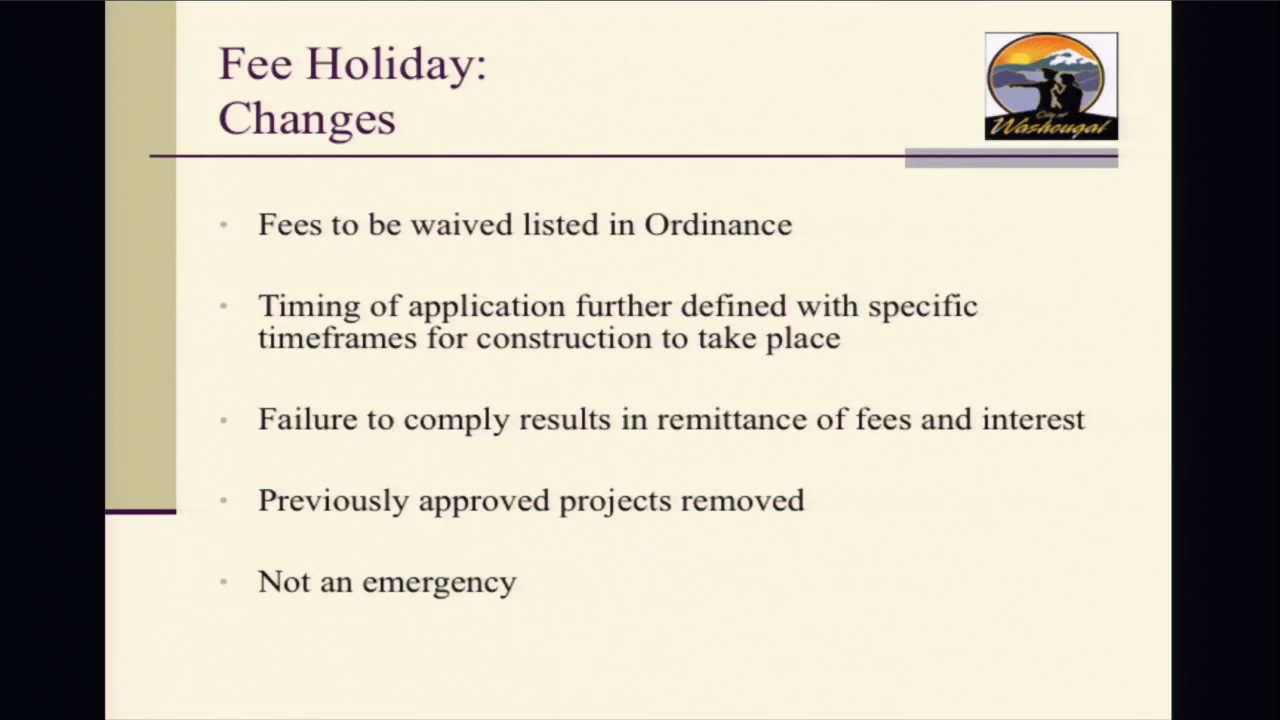 Fee Holiday:
Changes
City of
Washougal
• Fees to be waived listed in Ordinance
• Timing of application further defined with specific
timeframes for construction to take place
• Failure to comply results in remittance of fees and interest
• Previously approved projects removed
• Not an emergency